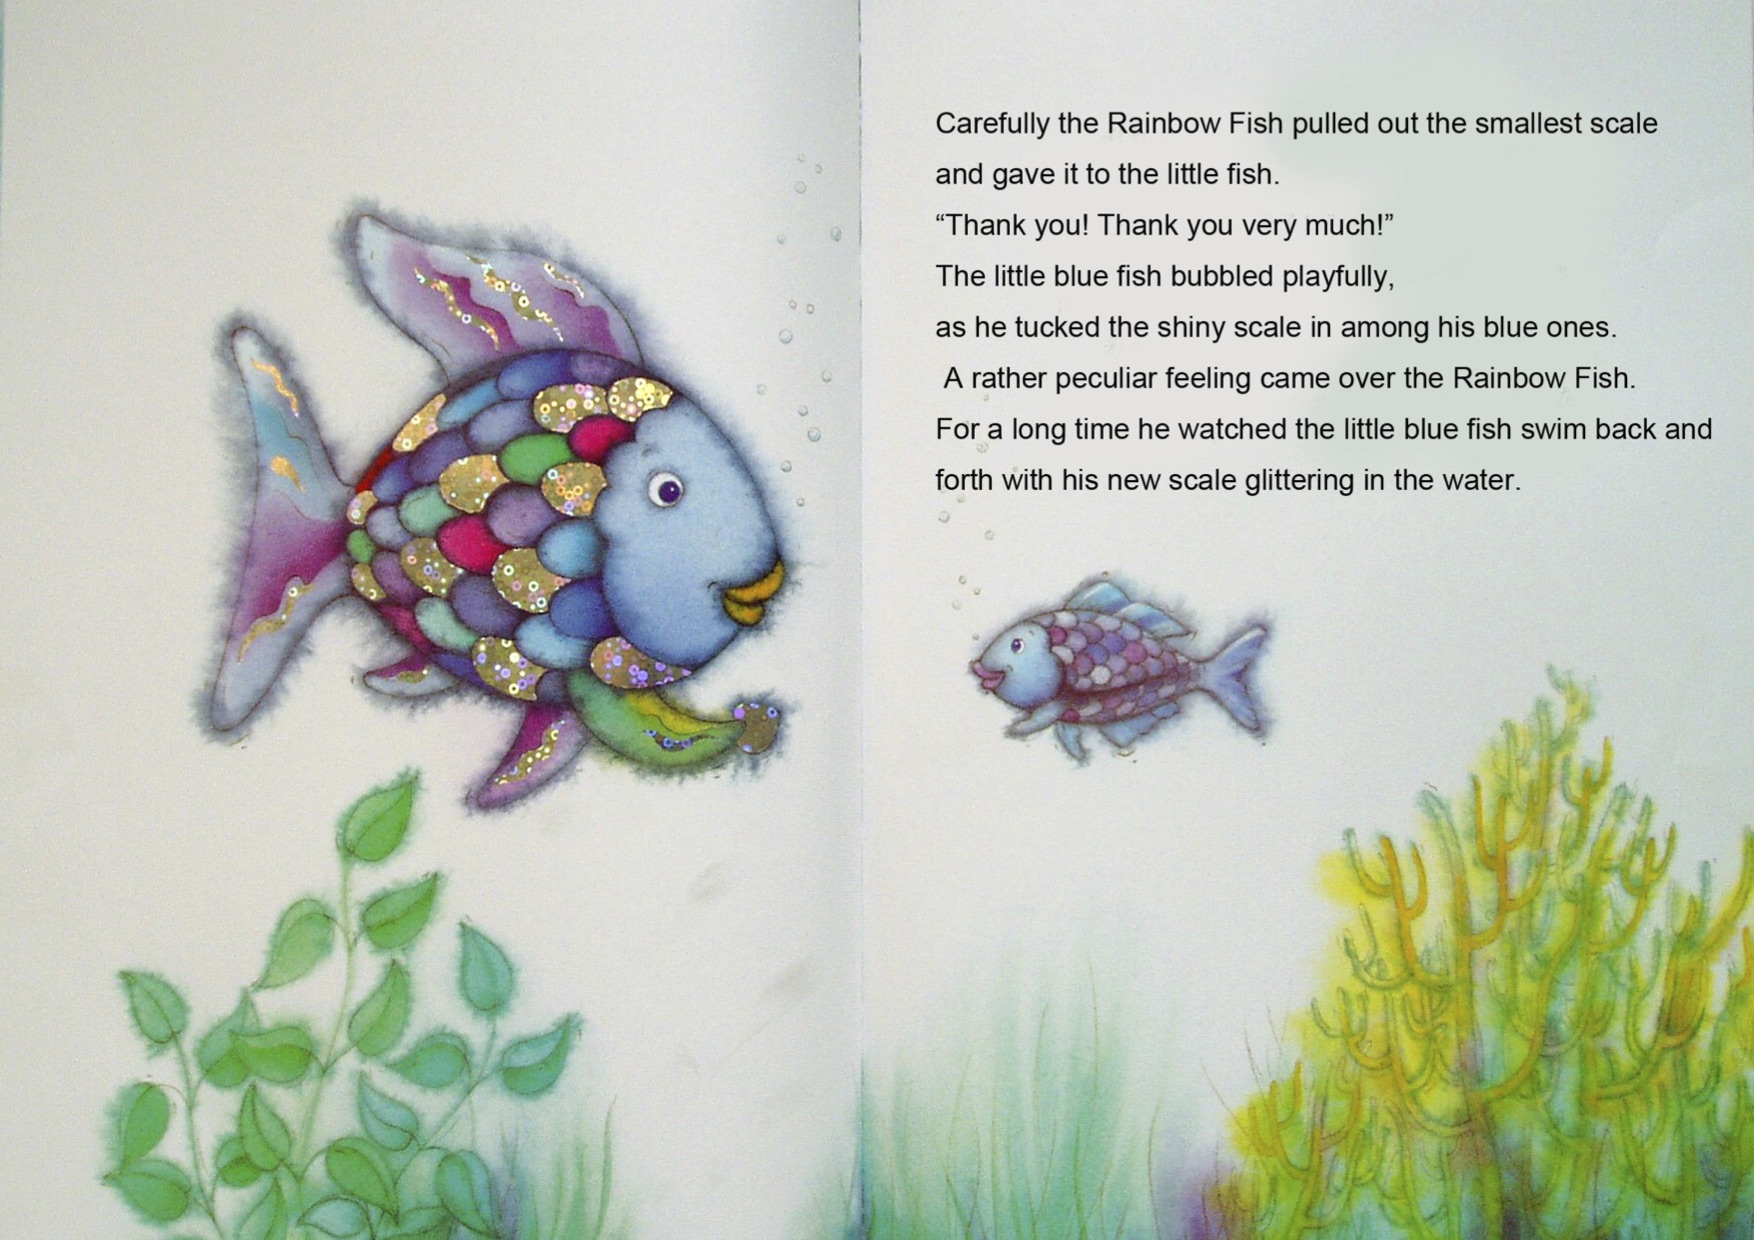 Carefully the Rainbow Fish pulled out the smallest scale
and gave it to the little fish.
“Thank you! Thank you very much!”
The little blue fish bubbled playfully,
as he tucked the shiny scale in among his blue ones.
A rather peculiar feeling came over the Rainbow Fish.
For a long time he watched the little blue fish swim back and
forth with his new scale glittering in the water.